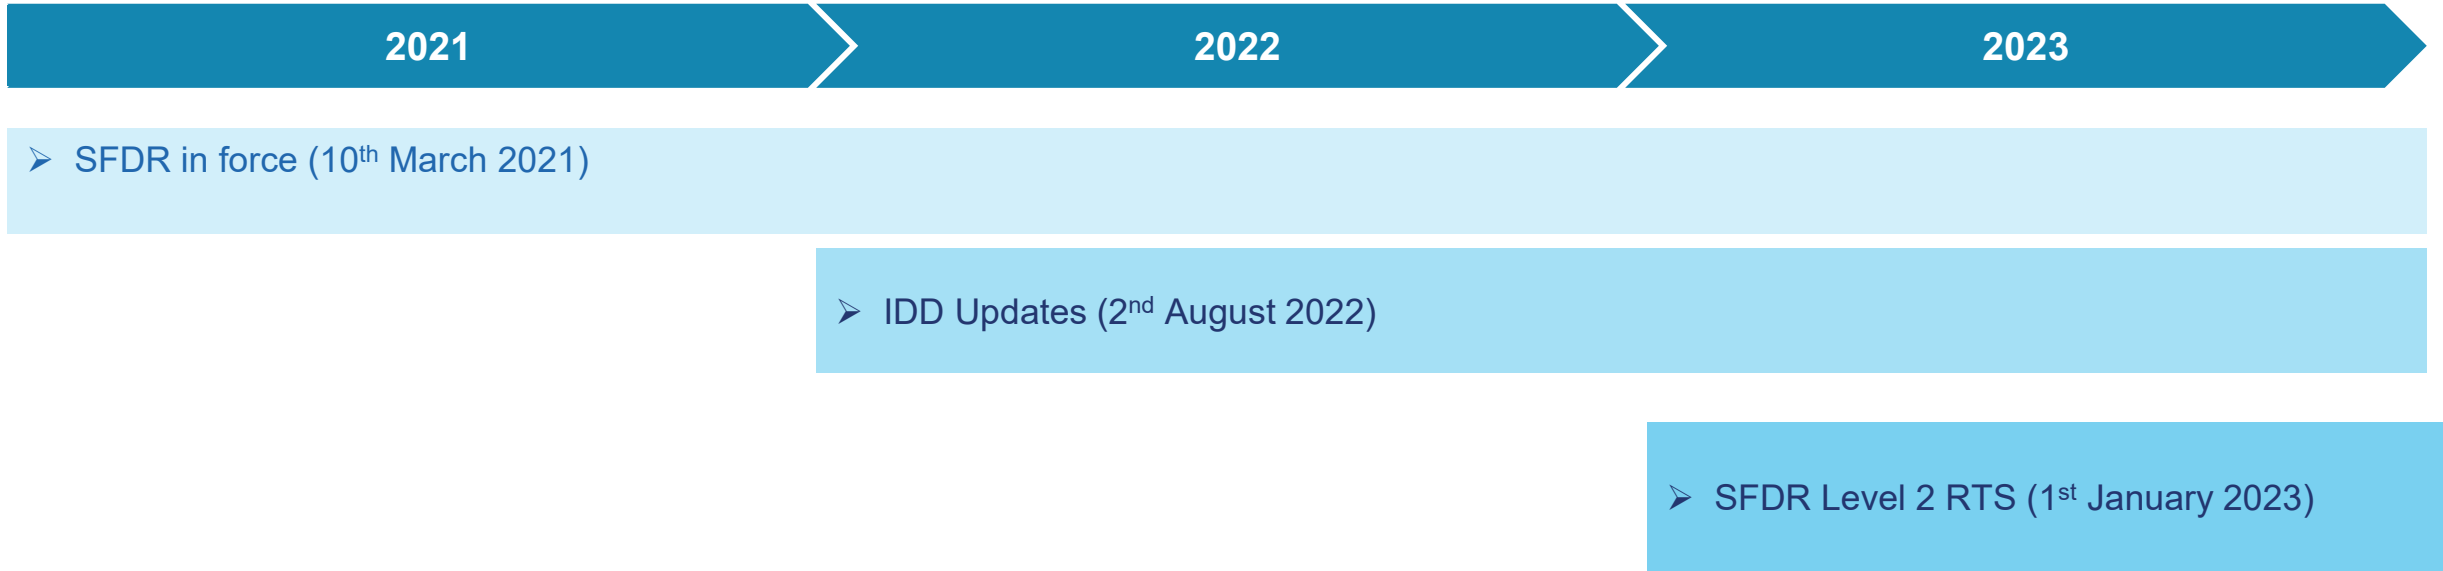 2021
2022
2023
➢ SFDR in force (10th March 2021)
➢ IDD Updates (2nd August 2022)
➢ SFDR Level 2 RTS (1st January 2023)